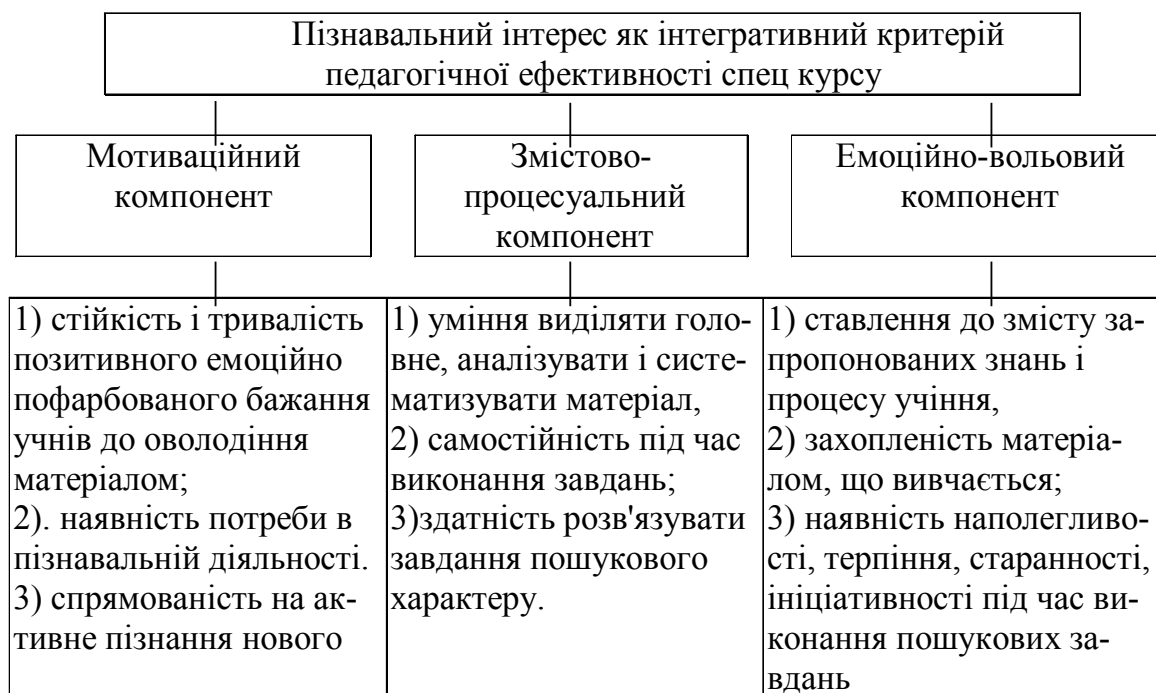 Пізнавальний інтерес як інтегративний критерій
педагогічної ефективності спец курсу
Мотиваційний
компонент
Змістово-
процесуальний
компонент
Емоційно-вольовий
компонент
1) стійкість і тривалість
позитивного емоційно
пофарбованого бажання
учнів до оволодіння
матеріалом;
2). наявність потреби в
пізнавальній діяльності.
3) спрямованість на ак-
тивне пізнання нового
1) уміння виділяти голо-
вне, аналізувати і систе-
матизувати матеріал,
2) самостійність під час
виконання завдань;
3)здатність розв'язувати
завдання пошукового
характеру.
1) ставлення до змісту за-
пропонованих знань і
процесу учіння,
2) захопленість матеріа-
лом, що вивчається;
3) наявність наполегливо-
сті, терпіння, старанності,
ініціативності під час ви-
конання пошукових за-
вдань